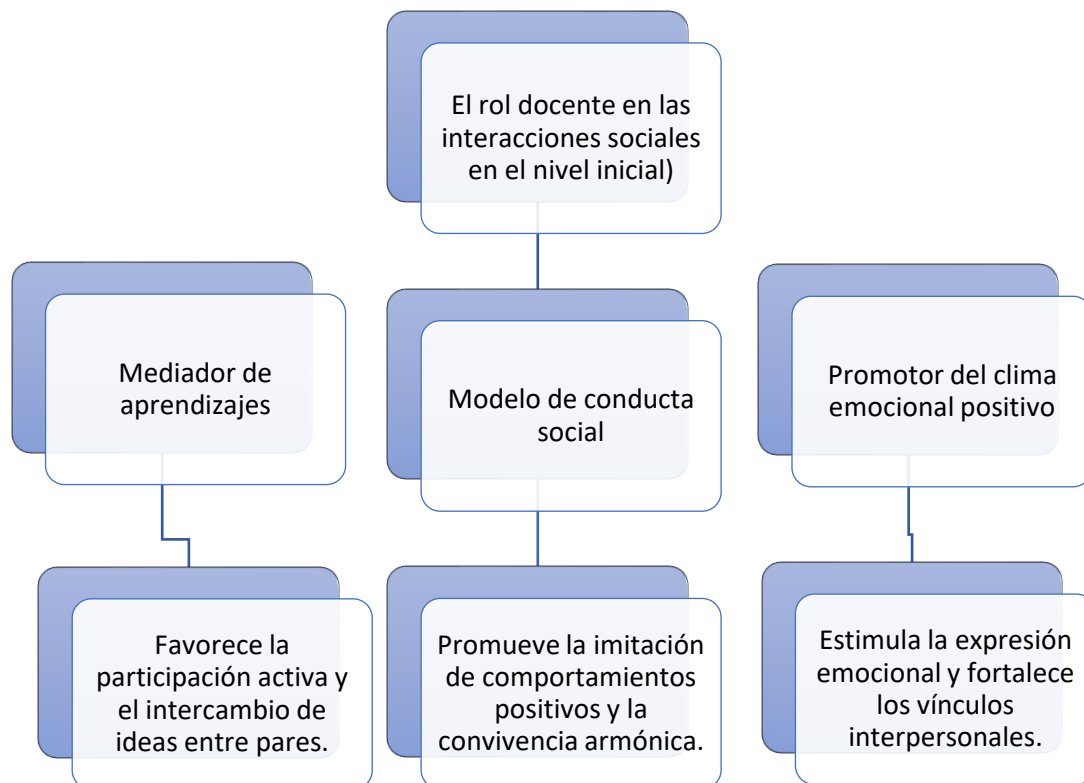 El rol docente en las
interacciones sociales
en el nivel inicial)
Mediador de
aprendizajes
Modelo de conducta
social
Promotor del clima
emocional positivo
Favorece la
participación activa y
el intercambio de
ideas entre pares.
Promueve la imitación
de comportamientos
positivos y la
convivencia armónica.
Estimula la expresión
emocional y fortalece
los vínculos
interpersonales.